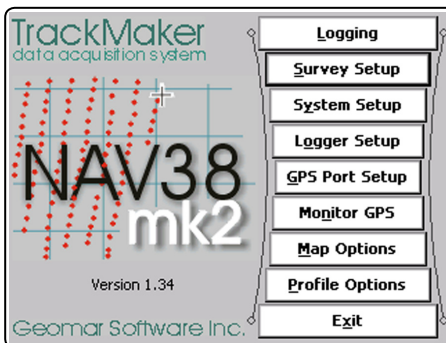 TrackMaker
data acquisition system
NAV38
mk2
Version 1.34
Geomar Software Inc.
Logging
Survey Setup
System Setup
Logger Setup
GPS Port Setup
Monitor GPS
Map Options
Profile Options
Exit